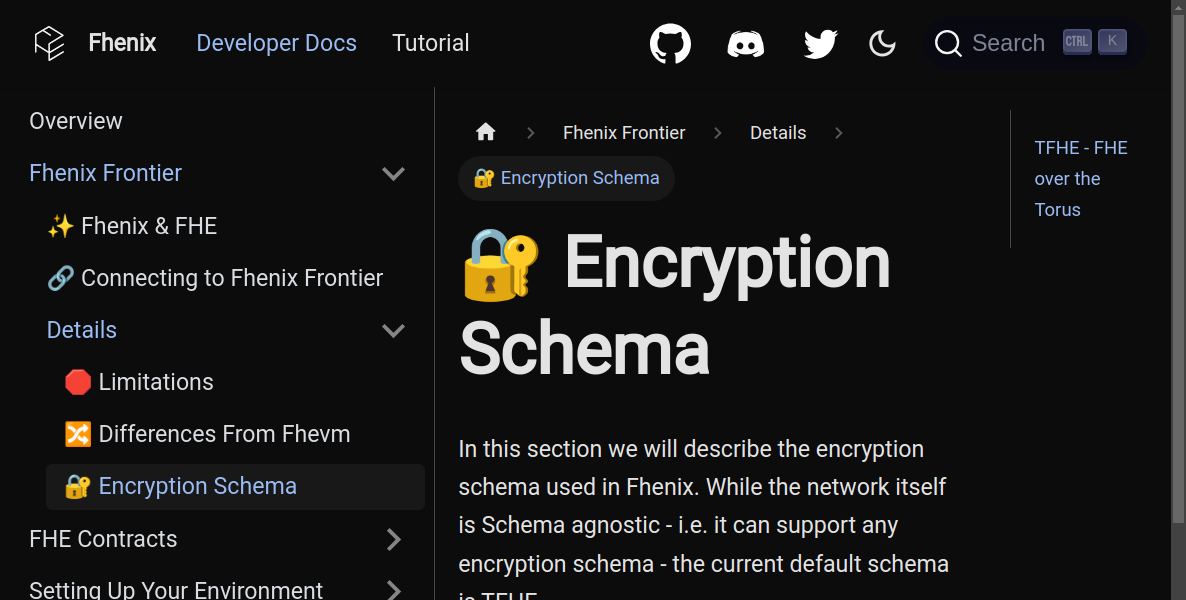 Fhenix Developer Docs Tutorial Search CTRL K
Overview
Fhenix Frontier
✨ Fhenix & FHE
🔗 Connecting to Fhenix Frontier
Details
🛑 Limitations
🔀 Differences From Fhevm
🔐 Encryption Schema
FHE Contracts
Setting Up Your Environment
Fhenix Frontier Details
🔐 Encryption Schema
🔐 Encryption
Schema
In this section we will describe the encryption
schema used in Fhenix. While the network itself
is Schema agnostic - i.e. it can support any
encryption schema - the current default schema
is TFHE
TFHE - FHE
over the
Torus